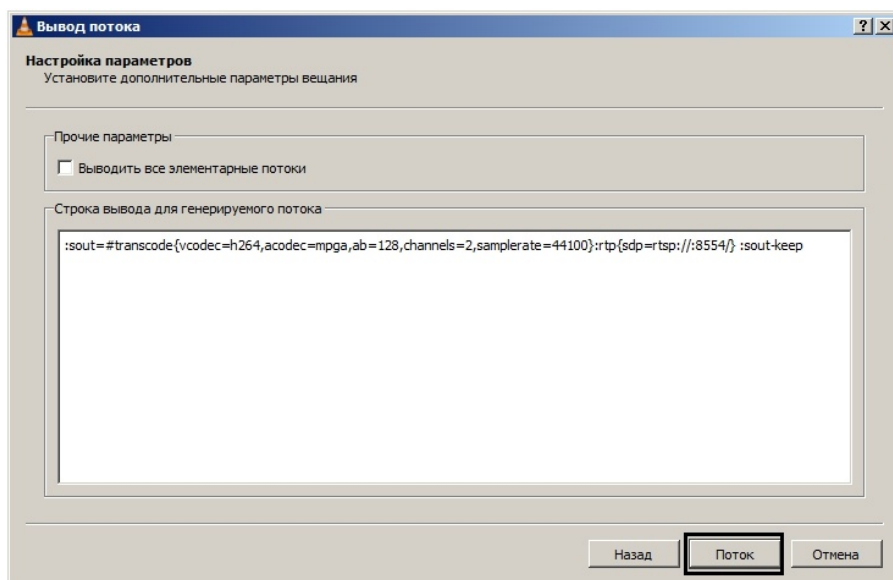 Вывод потока
Настройка параметров
Установите дополнительные параметры вещания
Прочие параметры
Выводить все элементарные потоки
Строка вывода для генерируемого потока
:sout=#transcode{vcodec=h264,acodec=mpga,ab=128,channels=2,samplerate=44100}:rtp{sdp=rtsp://:8554/} :sout-keep
Назад Поток Отмена